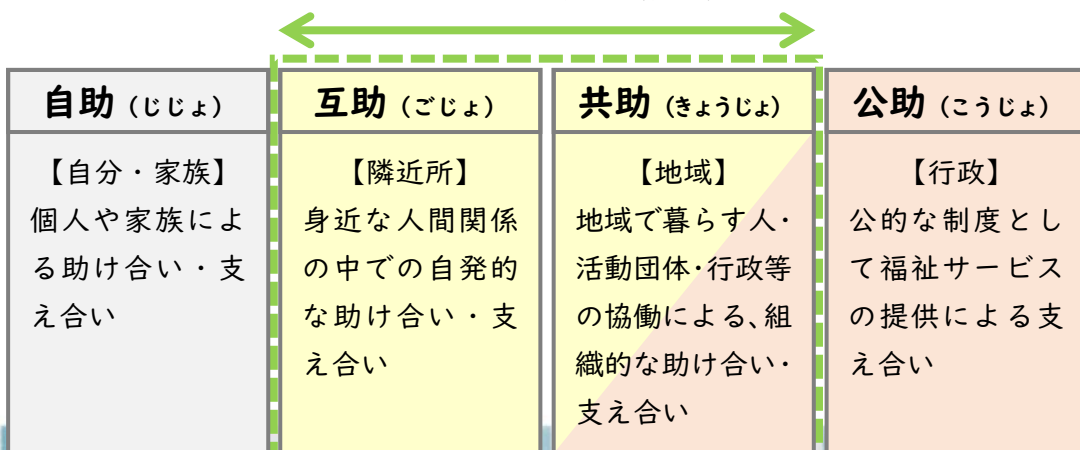 自助（じじょ）
【自分・家族】
個人や家族によ
る助け合い・支
え合い
互助（ごじょ）
【隣近所】
身近な人間関係
の中での自発的
な助け合い・支
え合い
共助（きょうじょ）
【地域】
地域で暮らす人・
活動団体・行政等
の協働による、組
織的な助け合い・
支え合い
公助（こうじょ）
【行政】
公的な制度とし
て福祉サービス
の提供による支
え合い